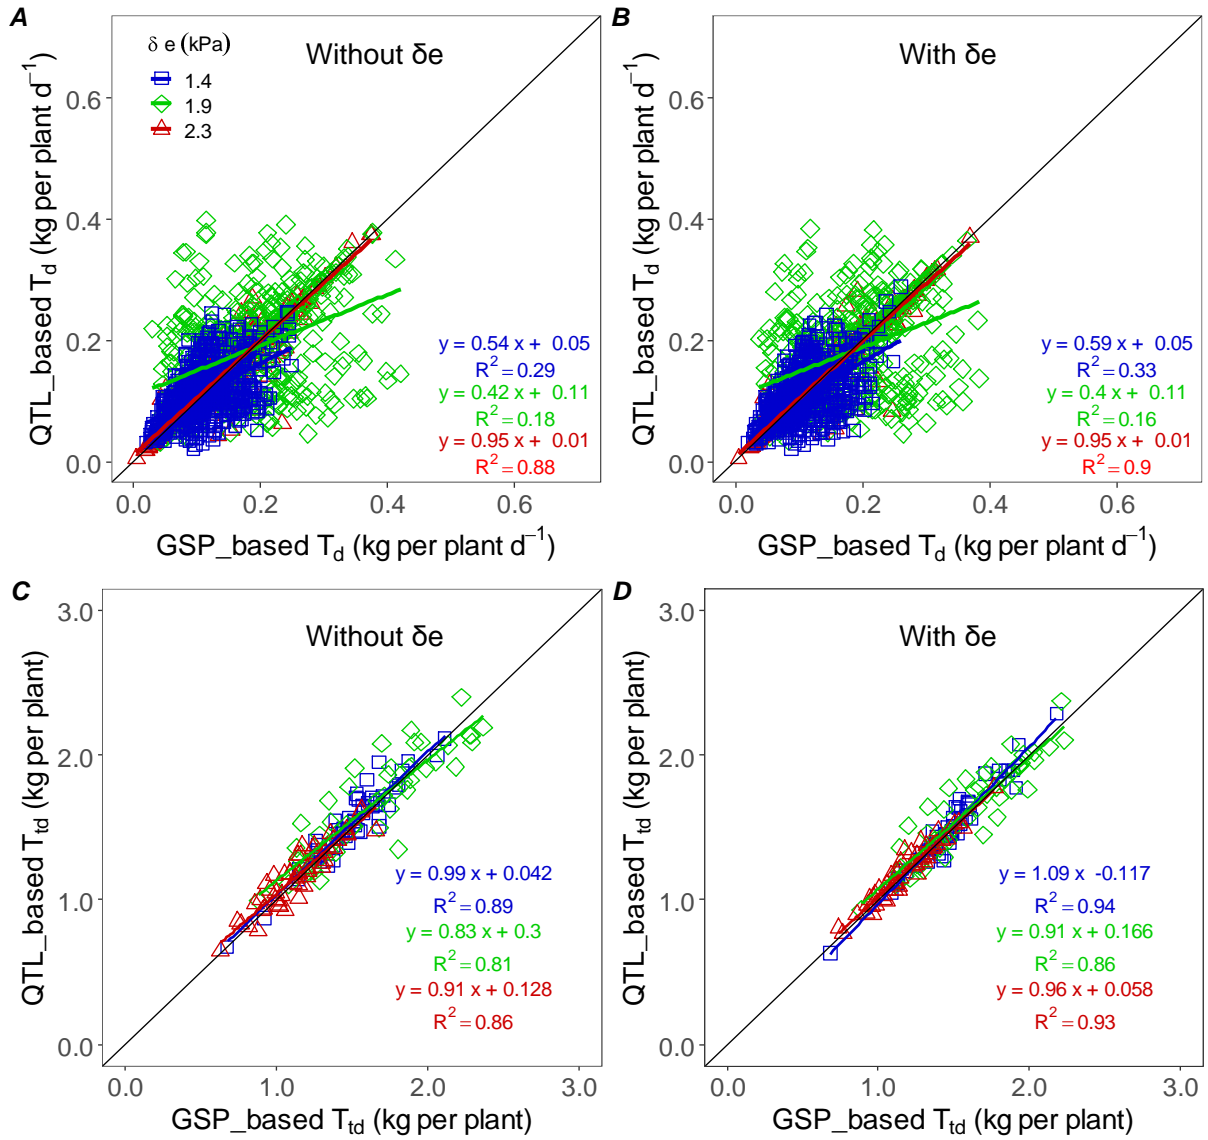 A
δ e (kPa)
1.4
1.9
2.3
Without δe
QTL_based T_d (kg per plant d⁻¹)
0.6
0.4
0.2
0.0
y = 0.54 x + 0.05
R² = 0.29
y = 0.42 x + 0.11
R² = 0.18
y = 0.95 x + 0.01
R² = 0.88
0.0 0.2 0.4 0.6
GSP_based T_d (kg per plant d⁻¹)
B
With δe
QTL_based T_d (kg per plant d⁻¹)
0.6
0.4
0.2
0.0
y = 0.59 x + 0.05
R² = 0.33
y = 0.4 x + 0.11
R² = 0.16
y = 0.95 x + 0.01
R² = 0.9
0.0 0.2 0.4 0.6
GSP_based T_d (kg per plant d⁻¹)
C
Without δe
QTL_based T_td (kg per plant)
3.0
2.0
1.0
0.0
y = 0.99 x + 0.042
R² = 0.89
y = 0.83 x + 0.3
R² = 0.81
y = 0.91 x + 0.128
R² = 0.86
0.0 1.0 2.0 3.0
GSP_based T_td (kg per plant)
D
With δe
QTL_based T_td (kg per plant)
3.0
2.0
1.0
0.0
y = 1.09 x -0.117
R² = 0.94
y = 0.91 x + 0.166
R² = 0.86
y = 0.96 x + 0.058
R² = 0.93
0.0 1.0 2.0 3.0
GSP_based T_td (kg per plant)